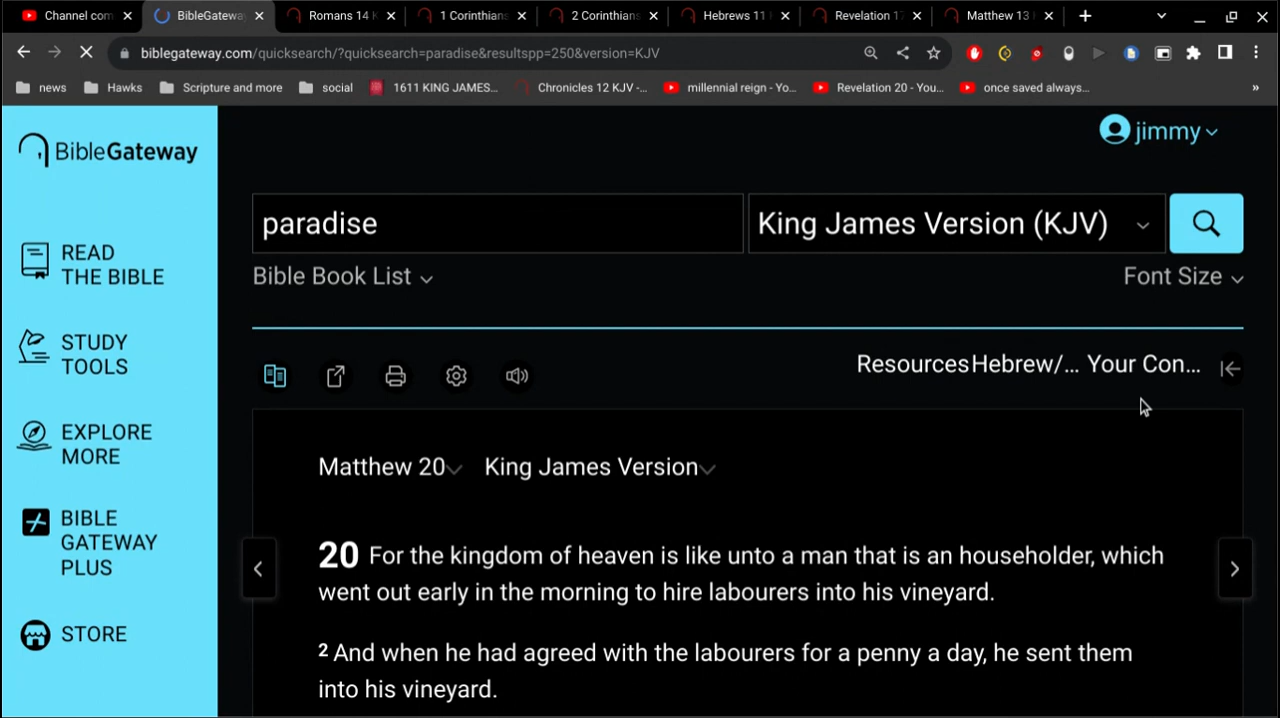 Channel com
BibleGateway
Romans 14 K
1 Corinthians
2 Corinthians
Hebrews 11 K
Revelation 17
Matthew 13 K
biblegateway.com/quicksearch/?quicksearch=paradise&resultspp=250&version=KJV
news
Hawks
Scripture and more
social
1611 KING JAMES...
Chronicles 12 KJV -...
millennial reign - Yo...
Revelation 20 - You...
once saved always...
»
BibleGateway
jimmy
paradise
King James Version (KJV)
READ
THE BIBLE
Bible Book List
Font Size
STUDY
TOOLS
Resources
Hebrew/...
Your Con...
EXPLORE
MORE
Matthew 20
King James Version
BIBLE
GATEWAY
PLUS
20 For the kingdom of heaven is like unto a man that is an householder, which
went out early in the morning to hire labourers into his vineyard.
STORE
2 And when he had agreed with the labourers for a penny a day, he sent them
into his vineyard.